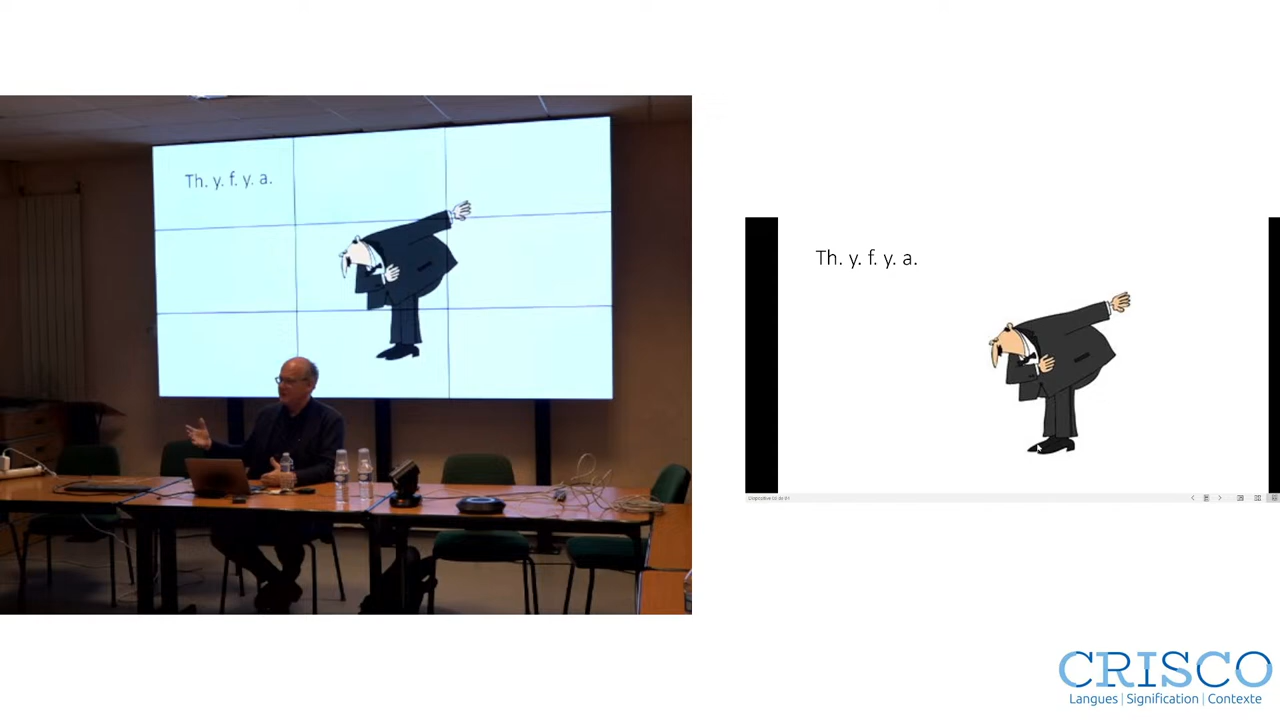 Th. y. f. y. a.
Th. y. f. y. a.
CRISCO
Langues | Signification | Contexte